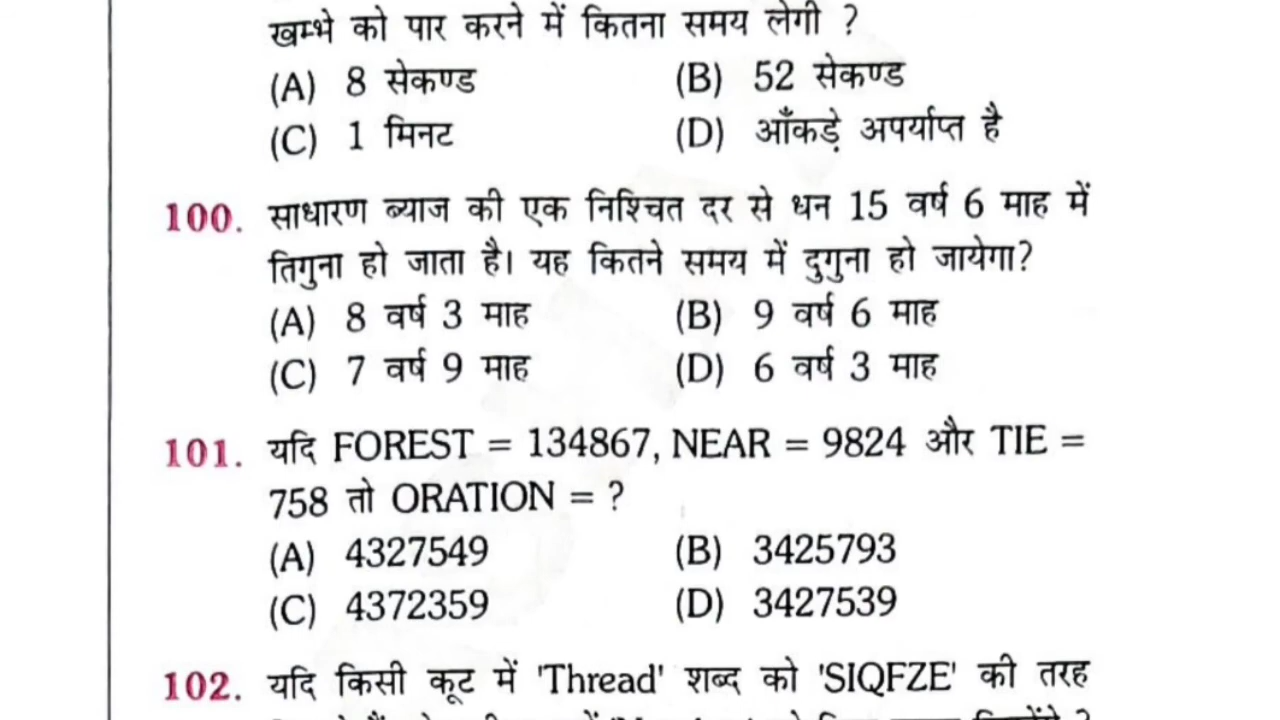 खम्भे को पार करने में कितना समय लेगी ?
(A) 8 सेकण्ड (B) 52 सेकण्ड
(C) 1 मिनट (D) आँकड़े अपर्याप्त है
100. साधारण ब्याज की एक निश्चित दर से धन 15 वर्ष 6 माह में
तिगुना हो जाता है। यह कितने समय में दुगुना हो जायेगा?
(A) 8 वर्ष 3 माह (B) 9 वर्ष 6 माह
(C) 7 वर्ष 9 माह (D) 6 वर्ष 3 माह
101. यदि FOREST = 134867, NEAR = 9824 और TIE =
758 तो ORATION = ?
(A) 4327549 (B) 3425793
(C) 4372359 (D) 3427539
102. यदि किसी कूट में 'Thread' शब्द को 'SIQFZE' की तरह